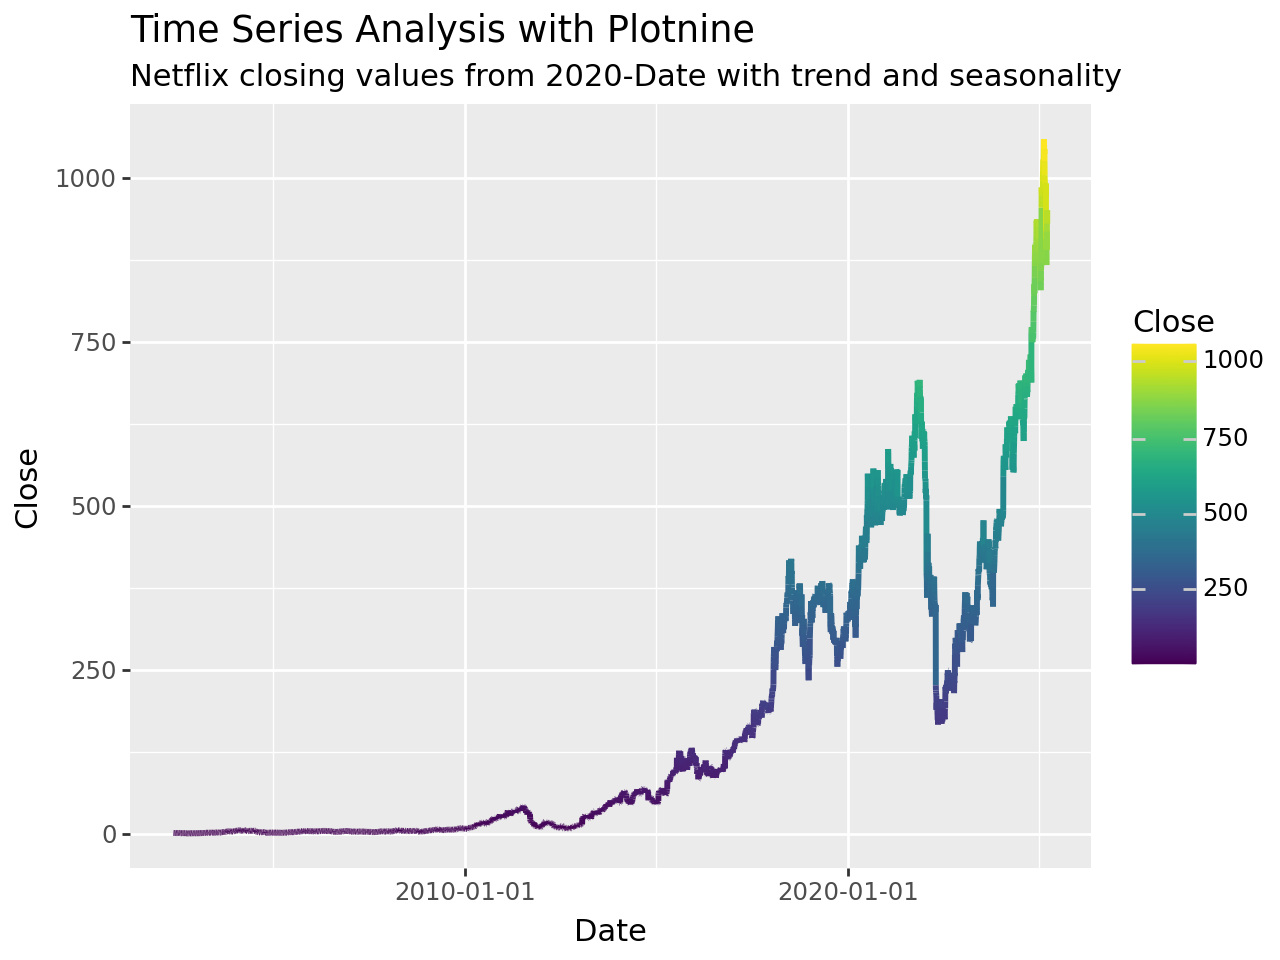 Time Series Analysis with Plotnine
Netflix closing values from 2020-Date with trend and seasonality
1000
750
500
250
0
Close
2010-01-01 2020-01-01
Date
Close
1000
750
500
250